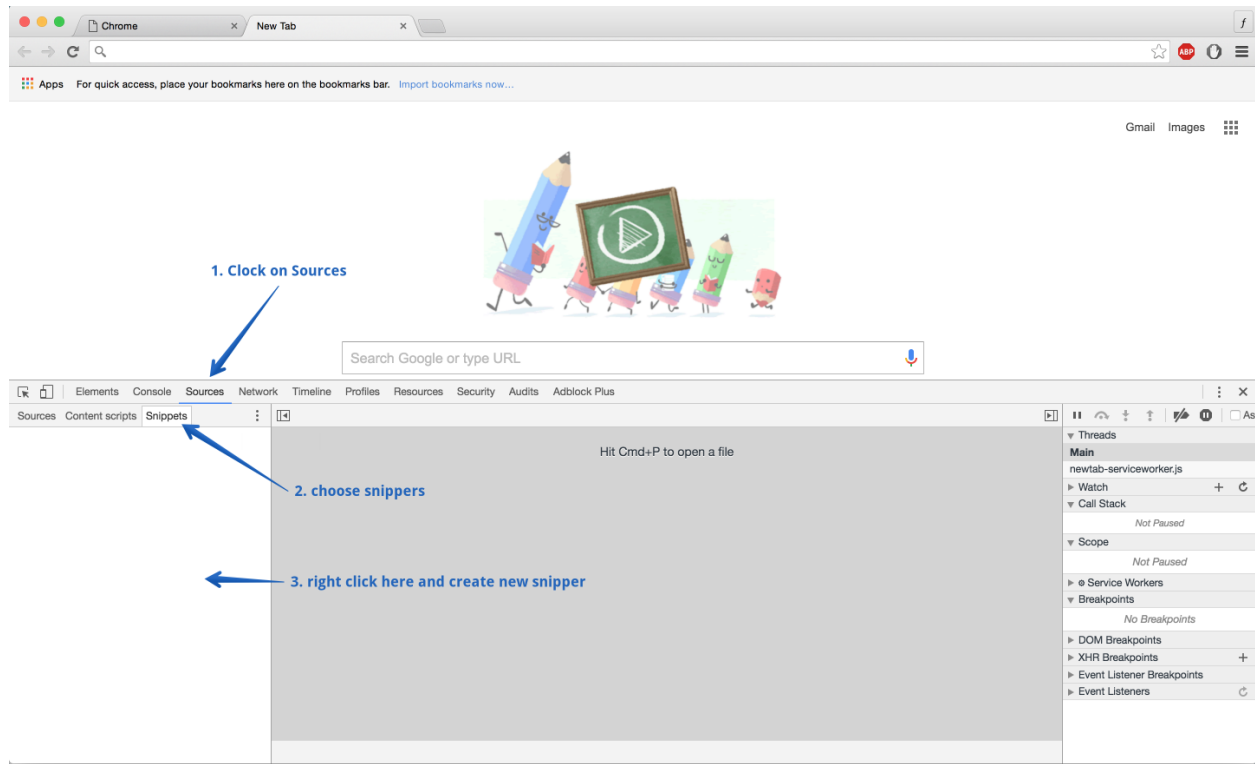 Chrome
New Tab
Apps For quick access, place your bookmarks here on the bookmarks bar. Import bookmarks now...
Gmail Images
1. Clock on Sources
Search Google or type URL
Elements Console Sources Network Timeline Profiles Resources Security Audits Adblock Plus
Sources Content scripts Snippets
As
Hit Cmd+P to open a file
2. choose snippers
3. right click here and create new snipper
Threads
Main
newtab-serviceworker.js
Watch
Call Stack
Not Paused
Scope
Not Paused
Service Workers
Breakpoints
No Breakpoints
DOM Breakpoints
XHR Breakpoints
Event Listener Breakpoints
Event Listeners
ABP
f